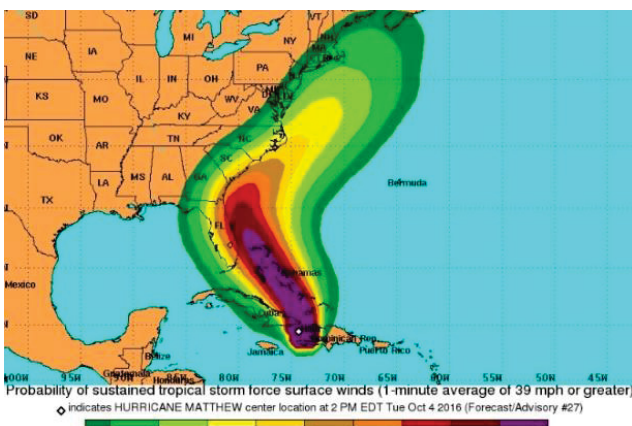 SD
MI
VT
NH
NY
MA
NE
IA
PA
IL
IN
OH
KS
MO
WV
VA
KY
OK
TN
NC
AR
SC
MS
AL
GA
LA
TX
Bermuda
FL
Bahamas
Mexico
Cuba
Dominican Rep.
Belize
Jamaica
Puerto Rico
Guatemala
Honduras
100W 95W 90W 85W 80W 75W 70W 65W 60W 55W 50W 45W
Probability of sustained tropical storm force surface winds (1-minute average of 39 mph or greater)
indicates HURRICANE MATTHEW center location at 2 PM EDT Tue Oct 4 2016 (Forecast/Advisory #27)